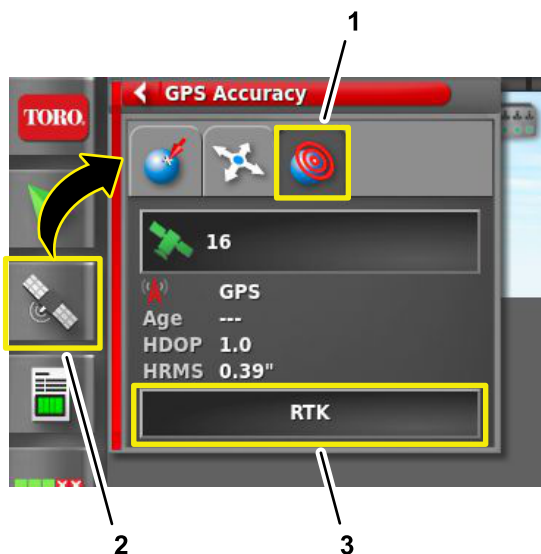 1
GPS Accuracy
TORO.
16
GPS
Age ---
HDOP 1.0
HRMS 0.39"
RTK
2
3